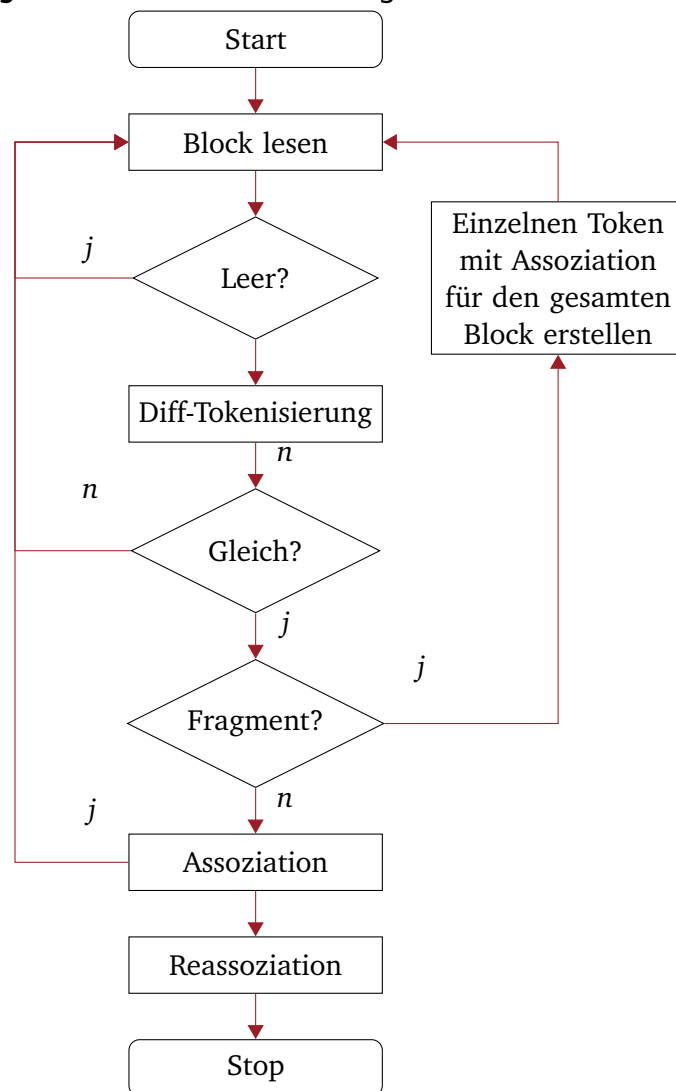 Start
Block lesen
Einzelnen Token
mit Assoziation
für den gesamten
Block erstellen
j
Leer?
Diff-Tokenisierung
n
n
Gleich?
j
j
Fragment?
n
j
Assoziation
Reassoziation
Stop